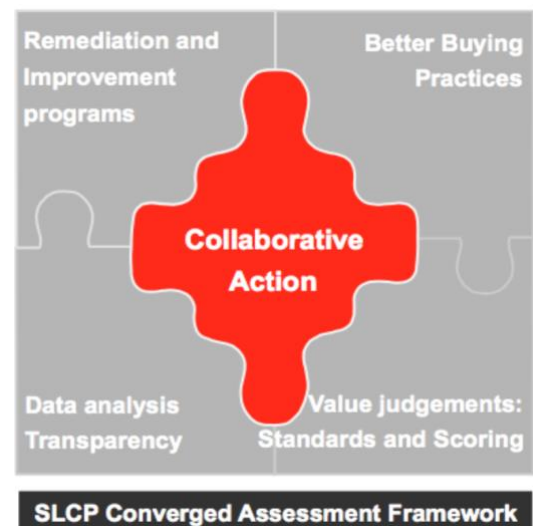 Remediation and
Improvement
programs
Better Buying
Practices
Collaborative
Action
Data analysis
Transparency
Value judgements:
Standards and Scoring
SLCP Converged Assessment Framework